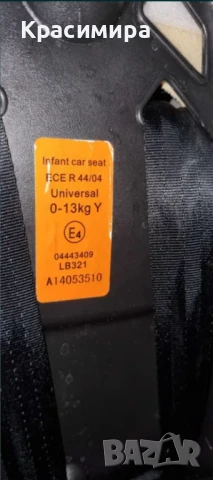 Красимира
Infant car seat
ECE R 44/04
Universal
0-13kg Y
E4
04443409
LB321
A14053510
bazar